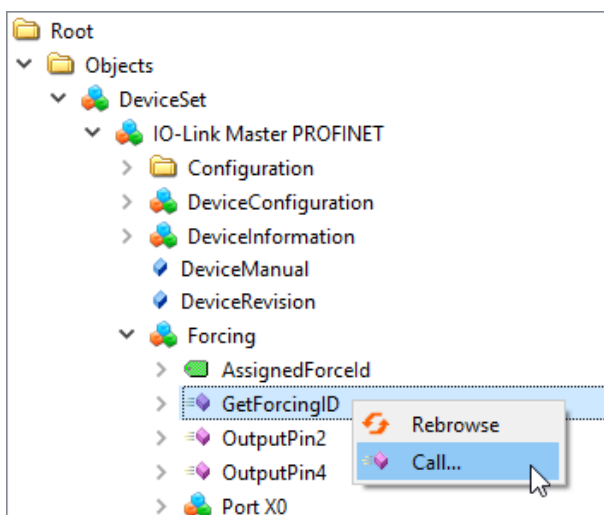 Root
Objects
DeviceSet
IO-Link Master PROFINET
Configuration
DeviceConfiguration
DeviceInformation
DeviceManual
DeviceRevision
Forcing
AssignedForceId
GetForcingID
Rebrowse
OutputPin2
Call...
OutputPin4
Port X0